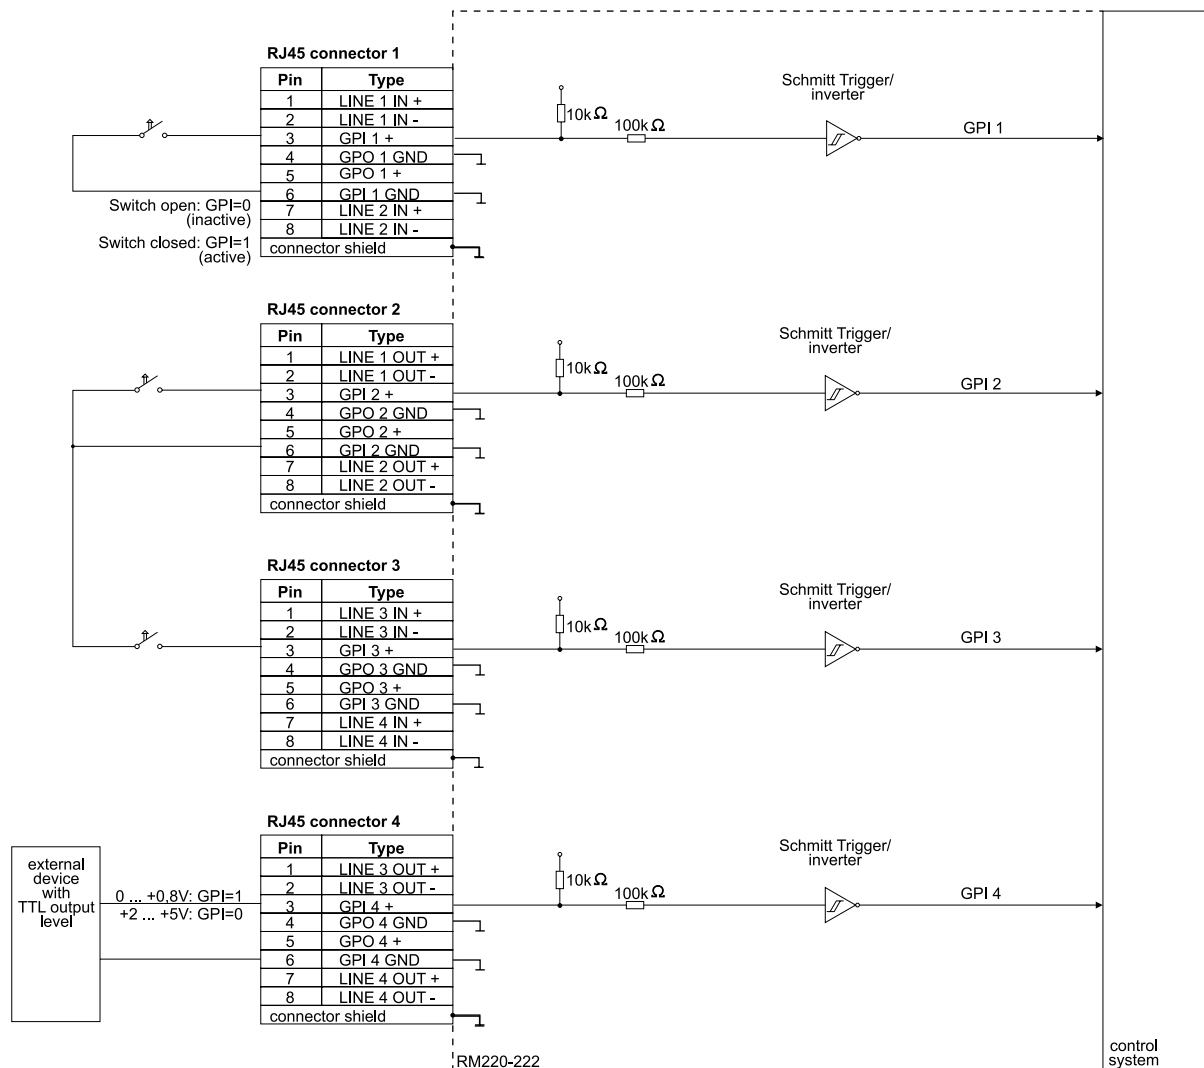 RJ45 connector 1
Pin Type
1 LINE 1 IN +
2 LINE 1 IN -
3 GPI 1 +
4 GPO 1 GND
5 GPO 1 +
6 GPI 1 GND
7 LINE 2 IN +
8 LINE 2 IN -
connector shield
Switch open: GPI=0
(inactive)
Switch closed: GPI=1
(active)
10kΩ
100kΩ
Schmitt Trigger/
inverter
GPI 1
RJ45 connector 2
Pin Type
1 LINE 1 OUT +
2 LINE 1 OUT -
3 GPI 2 +
4 GPO 2 GND
5 GPO 2 +
6 GPI 2 GND
7 LINE 2 OUT +
8 LINE 2 OUT -
connector shield
10kΩ
100kΩ
Schmitt Trigger/
inverter
GPI 2
RJ45 connector 3
Pin Type
1 LINE 3 IN +
2 LINE 3 IN -
3 GPI 3 +
4 GPO 3 GND
5 GPO 3 +
6 GPI 3 GND
7 LINE 4 IN +
8 LINE 4 IN -
connector shield
10kΩ
100kΩ
Schmitt Trigger/
inverter
GPI 3
RJ45 connector 4
Pin Type
1 LINE 3 OUT +
2 LINE 3 OUT -
3 GPI 4 +
4 GPO 4 GND
5 GPO 4 +
6 GPI 4 GND
7 LINE 4 OUT +
8 LINE 4 OUT -
connector shield
external
device
with
TTL output
level
0 ... +0,8V: GPI=1
+2 ... +5V: GPI=0
10kΩ
100kΩ
Schmitt Trigger/
inverter
GPI 4
RM220-222
control
system